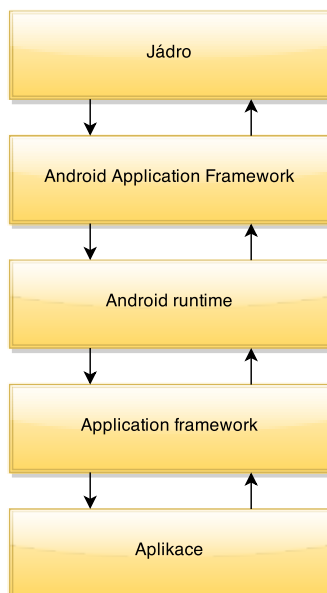 Jádro
Android Application Framework
Android runtime
Application framework
Aplikace